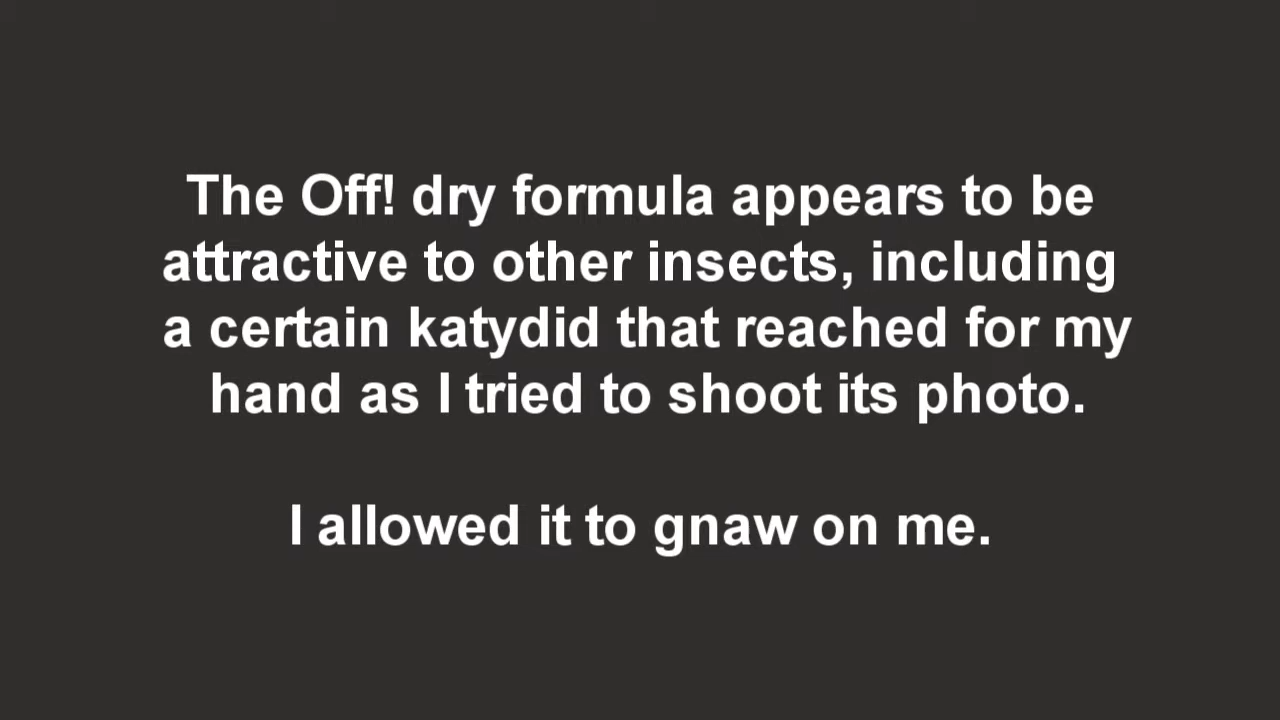 The Off! dry formula appears to be
attractive to other insects, including
a certain katydid that reached for my
hand as I tried to shoot its photo.
I allowed it to gnaw on me.